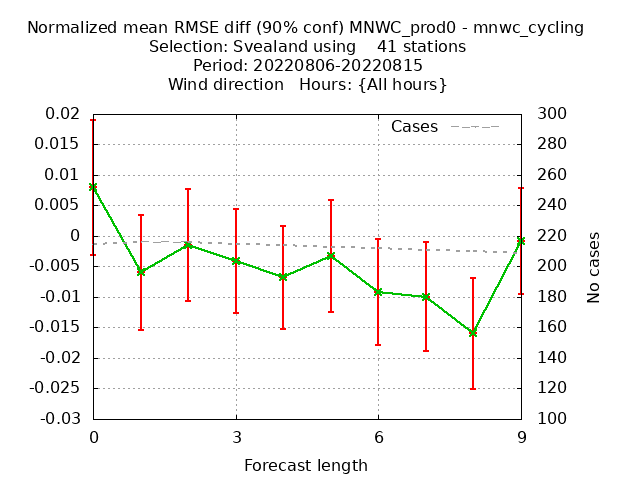 Normalized mean RMSE diff (90% conf) MNWC_prod0 - mnwc_cycling
Selection: Svealand using 41 stations
Period: 20220806-20220815
Wind direction Hours: {All hours}
0.02
0.015
0.01
0.005
0
-0.005
-0.01
-0.015
-0.02
-0.025
-0.03
Cases
300
280
260
240
220
200
180
160
140
120
100
No cases
0 3 6 9
Forecast length